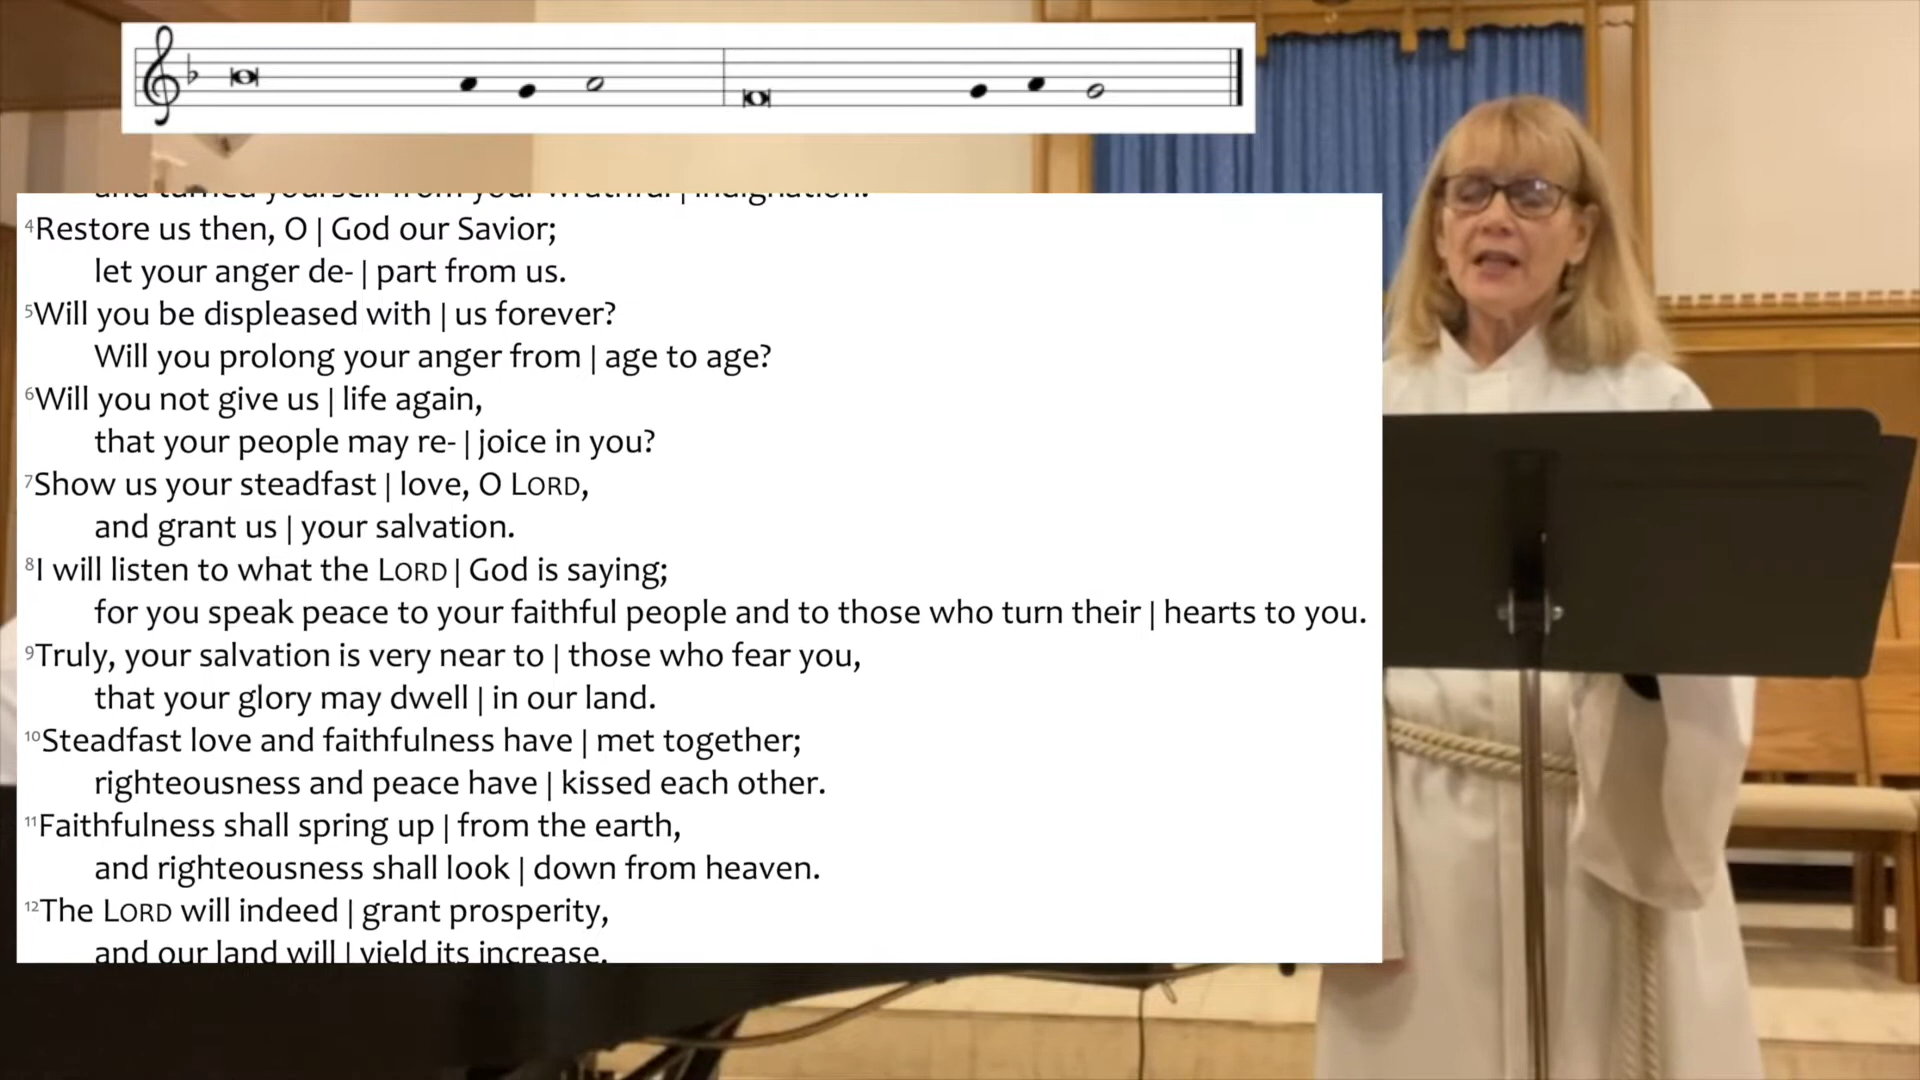 and turned yourself from your wrathful | indignation.
⁴Restore us then, O | God our Savior;
let your anger de- | part from us.
⁵Will you be displeased with | us forever?
Will you prolong your anger from | age to age?
⁶Will you not give us | life again,
that your people may re- | joice in you?
⁷Show us your steadfast | love, O LORD,
and grant us | your salvation.
⁸I will listen to what the LORD | God is saying;
for you speak peace to your faithful people and to those who turn their | hearts to you.
⁹Truly, your salvation is very near to | those who fear you,
that your glory may dwell | in our land.
¹⁰Steadfast love and faithfulness have | met together;
righteousness and peace have | kissed each other.
¹¹Faithfulness shall spring up | from the earth,
and righteousness shall look | down from heaven.
¹²The LORD will indeed | grant prosperity,
and our land will | yield its increase.